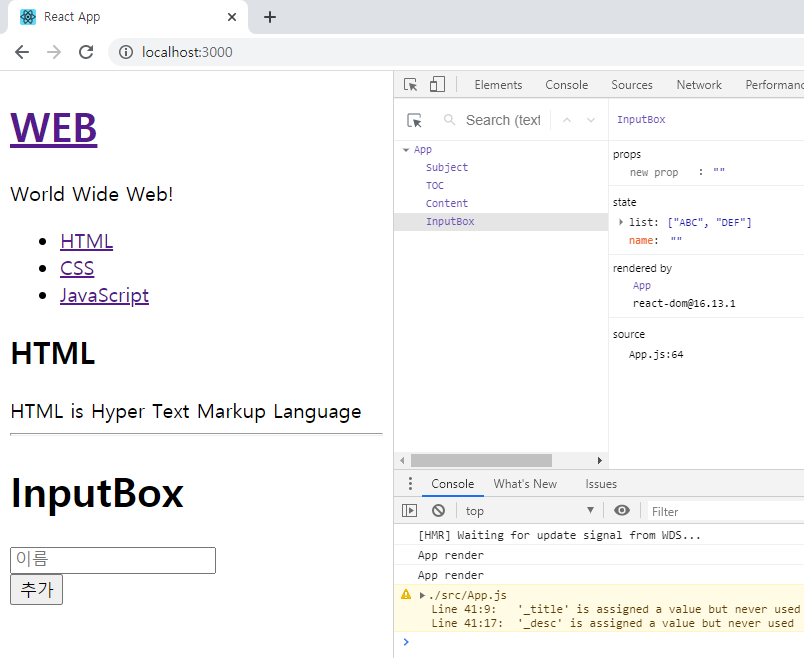 React App
localhost:3000
WEB
World Wide Web!
HTML
CSS
JavaScript
HTML
HTML is Hyper Text Markup Language
InputBox
이름
추가
Elements Console Sources Network Performanc
Search (text
InputBox
App
Subject
TOC
Content
InputBox
props
new prop : ""
state
list: ["ABC", "DEF"]
name: ""
rendered by
App
react-dom@16.13.1
source
App.js:64
Console What's New Issues
top Filter
[HMR] Waiting for update signal from WDS...
App render
App render
./src/App.js
Line 41:9: '_title' is assigned a value but never used
Line 41:17: '_desc' is assigned a value but never used